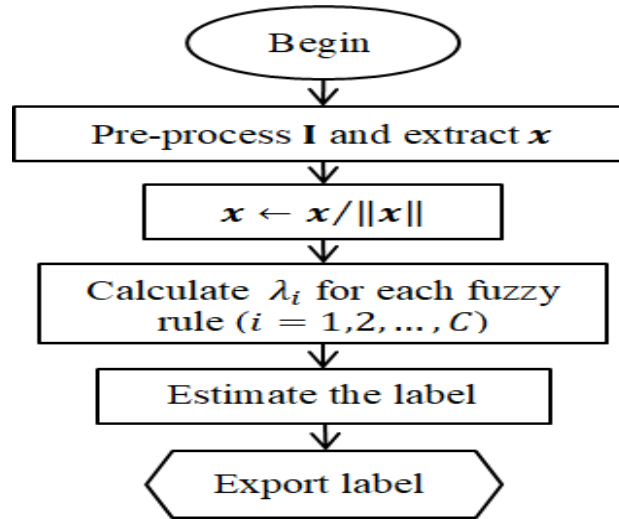 Begin
Pre-process I and extract x
x ← x/||x||
Calculate λᵢ for each fuzzy
rule (i = 1,2, ... , C)
Estimate the label
Export label